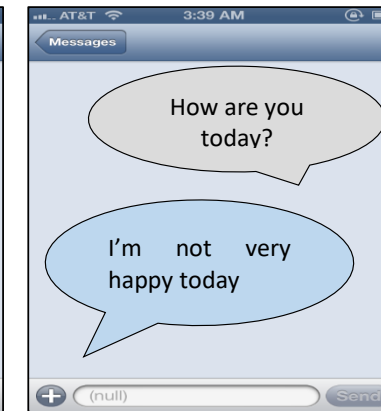 AT&T 3:39 AM
Messages
How are you
today?
I'm not very
happy today
(null)
Send